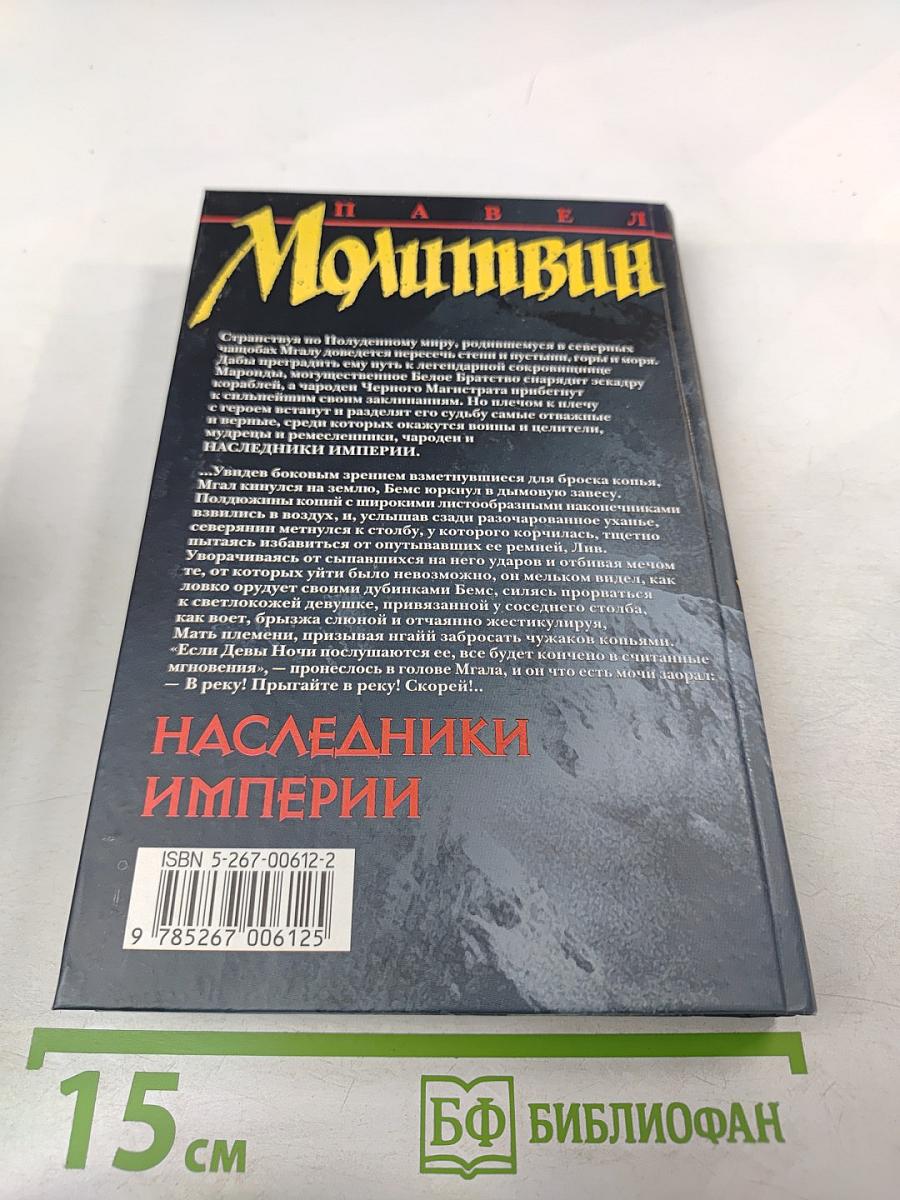 ПАВЕЛ
Молитвин
Странствуя по Полуденному миру, родившемуся в северных
чащобах Мгалу доведется пересечь степи и пустыни, горы и моря.
Дабы преградить ему путь к легендарной сокровищнице
Маронды, могущественное Белое Братство снарядит эскадру
кораблей, а чародеи Черного Магистрата прибегнут
к сильнейшим своим заклинаниям. Но плечом к плечу
с героем встанут и разделят его судьбу самые отважные
и верные, среди которых окажутся воины и целители,
мудрецы и ремесленники, чародеи и
НАСЛЕДНИКИ ИМПЕРИИ.
...Увидев боковым зрением взметнувшиеся для броска копья,
Мгал кинулся на землю, Бемс юркнул в дымовую завесу.
Полдюжины копий с широкими листообразными наконечниками
взвились в воздух, и, услышав сзади разочарованное уханье,
северянин метнулся к столбу, у которого корчилась, тщетно
пытаясь избавиться от опутывавших ее ремней, Лив.
Уворачиваясь от сыпавшихся на него ударов и отбивая мечом
те, от которых уйти было невозможно, он мельком видел, как
ловко орудует своими дубинками Бемс, силясь прорваться
к светлокожей девушке, привязанной у соседнего столба,
как воет, брызжа слюной и отчаянно жестикулируя,
Мать племени, призывая нгайй забросать чужаков копьями.
«Если Девы Ночи послушаются ее, все будет кончено в считанные
мгновения», — пронеслось в голове Мгала, и он что есть мочи заорал:
— В реку! Прыгайте в реку! Скорей!..
НАСЛЕДНИКИ
ИМПЕРИИ
ISBN 5-267-00612-2
9 785267 006125
15 см
БФ БИБЛИОФАН